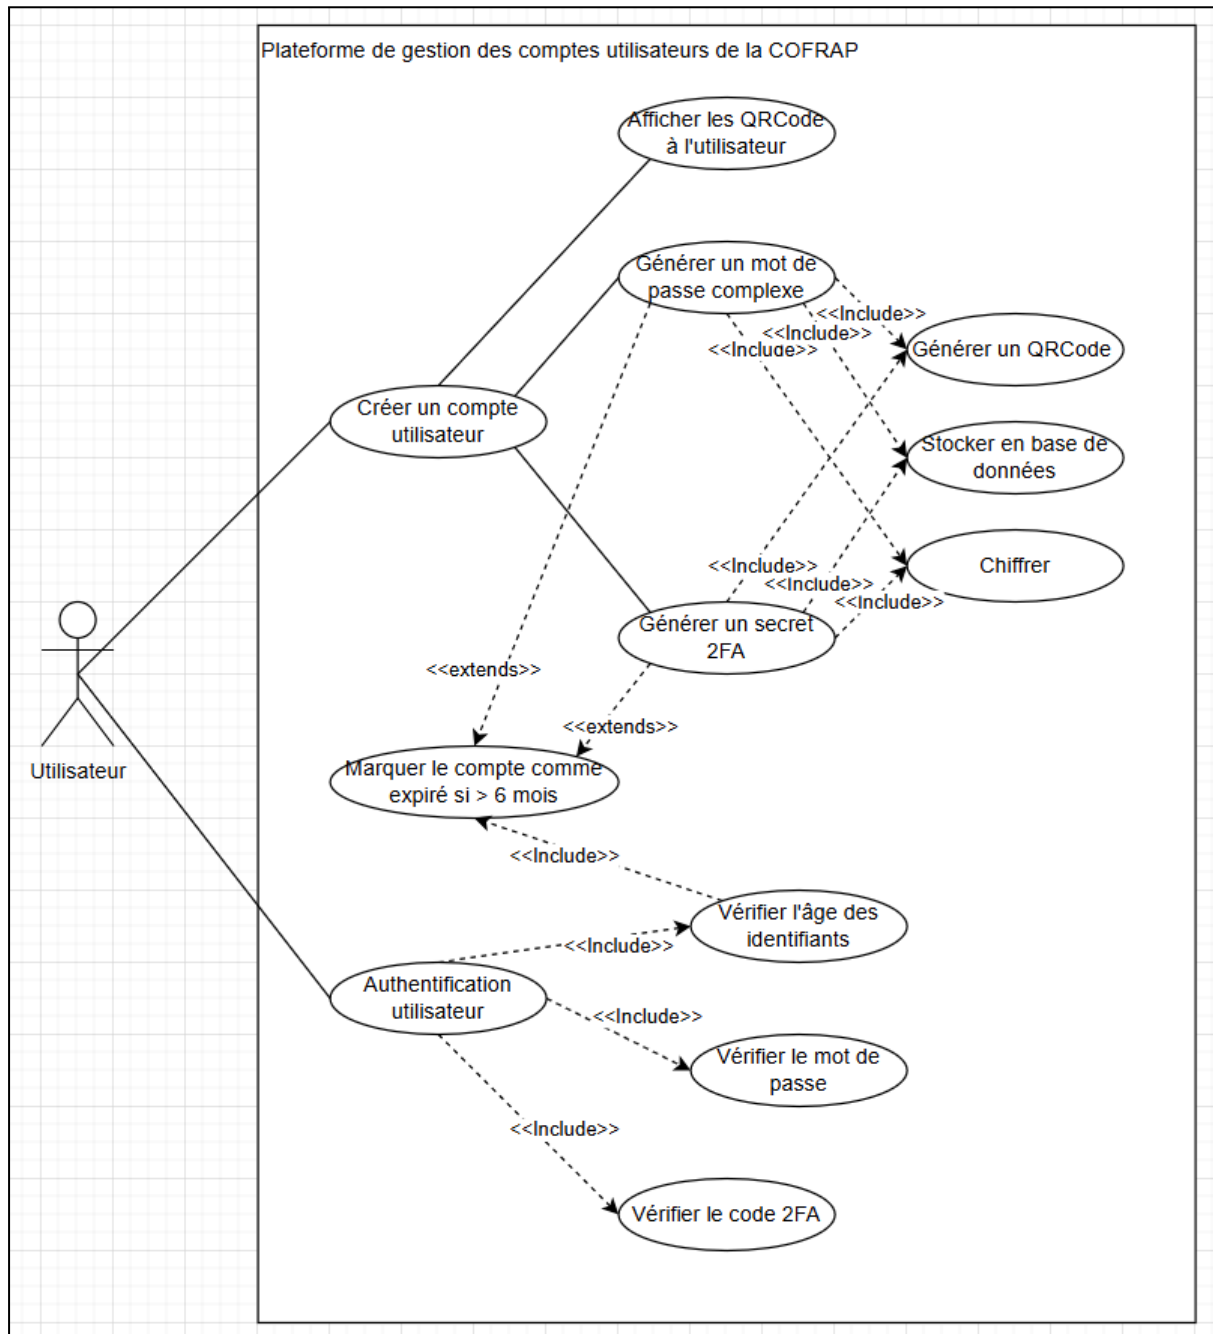 Plateforme de gestion des comptes utilisateurs de la COFRAP
Afficher les QRCode
à l'utilisateur
Générer un mot de
passe complexe
<<Include>>
<<Include>>
<<Include>>
Générer un QRCode
Créer un compte
utilisateur
Stocker en base de
données
Chiffrer
<<Include>>
<<Include>>
<<Include>>
Générer un secret
2FA
<<extends>>
<<extends>>
Utilisateur
Marquer le compte comme
expiré si > 6 mois
<<Include>>
Vérifier l'âge des
identifiants
<<Include>>
Authentification
utilisateur
<<Include>>
Vérifier le mot de
passe
<<Include>>
Vérifier le code 2FA